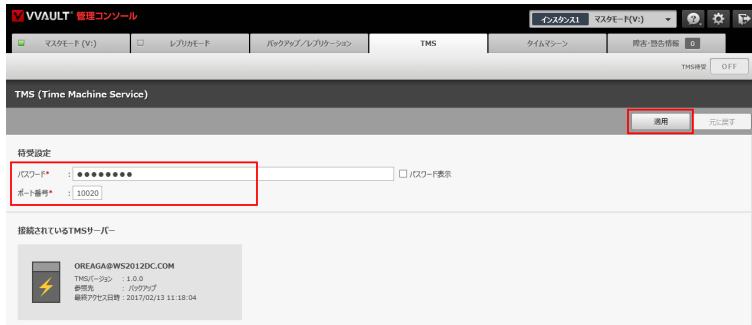 VVAULT® 管理コンソール
インスタンス1 マスタモード(V:)
マスタモード (V:) レプリカモード バックアップ/レプリケーション TMS タイムマシーン 障害・警告情報 0
TMS待受 OFF
TMS (Time Machine Service)
適用 元に戻す
待受設定
パスワード* : ●●●●●●●● パスワード表示
ポート番号* : 10020
接続されているTMSサーバー
OREAGA@WS2012DC.COM
TMSバージョン : 1.0.0
参照先 : バックアップ
最終アクセス日時 : 2017/02/13 11:18:04